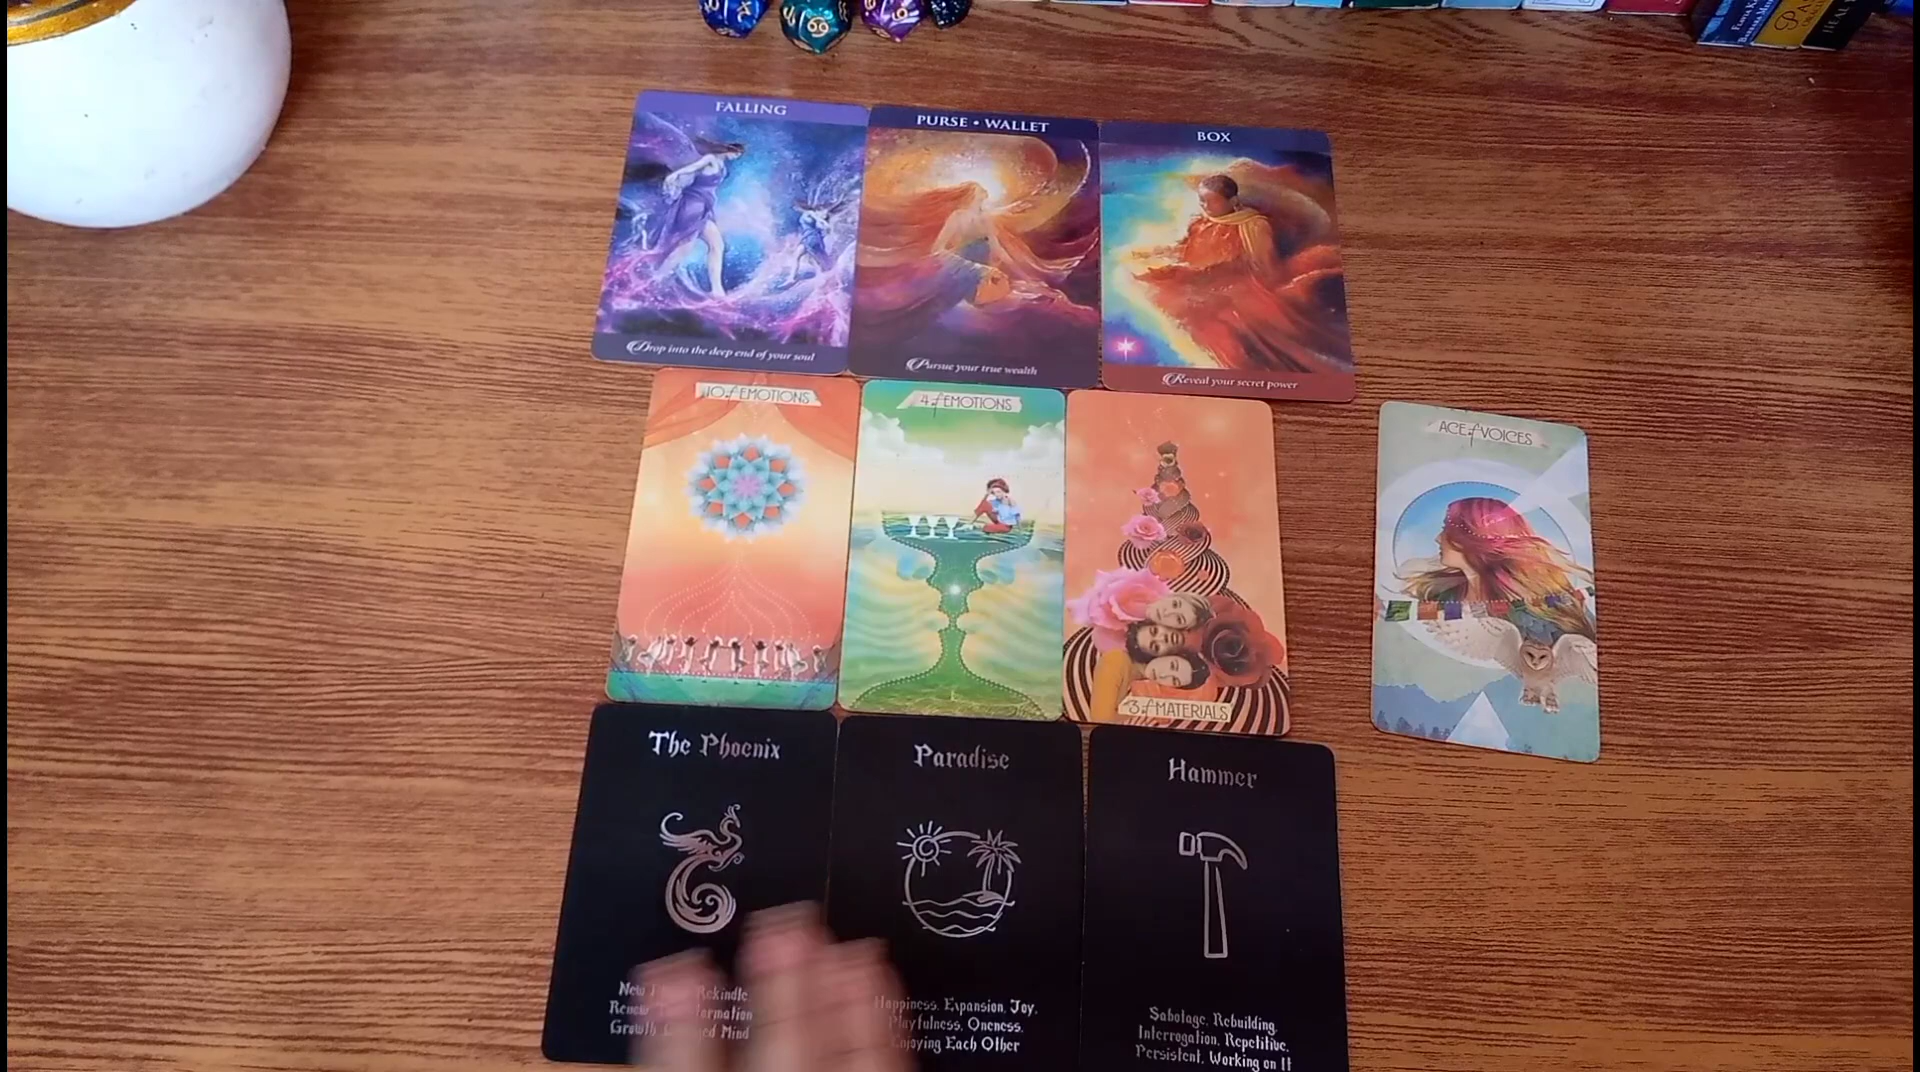 FALLING
PURSE • WALLET
BOX
Drop into the deep end of your soul
Pursue your true wealth
Reveal your secret power
10 of EMOTIONS
4 of EMOTIONS
3 of MATERIALS
ACE of VOICES
The Phoenix
Paradise
Hammer
New Rekindle
Mind
Growth
Happiness, Expansion, Joy,
Playfulness, Oneness,
Enjoying Each Other
Sabotage, Rebuilding,
Interrogation, Repetitive,
Persistent, Working on It